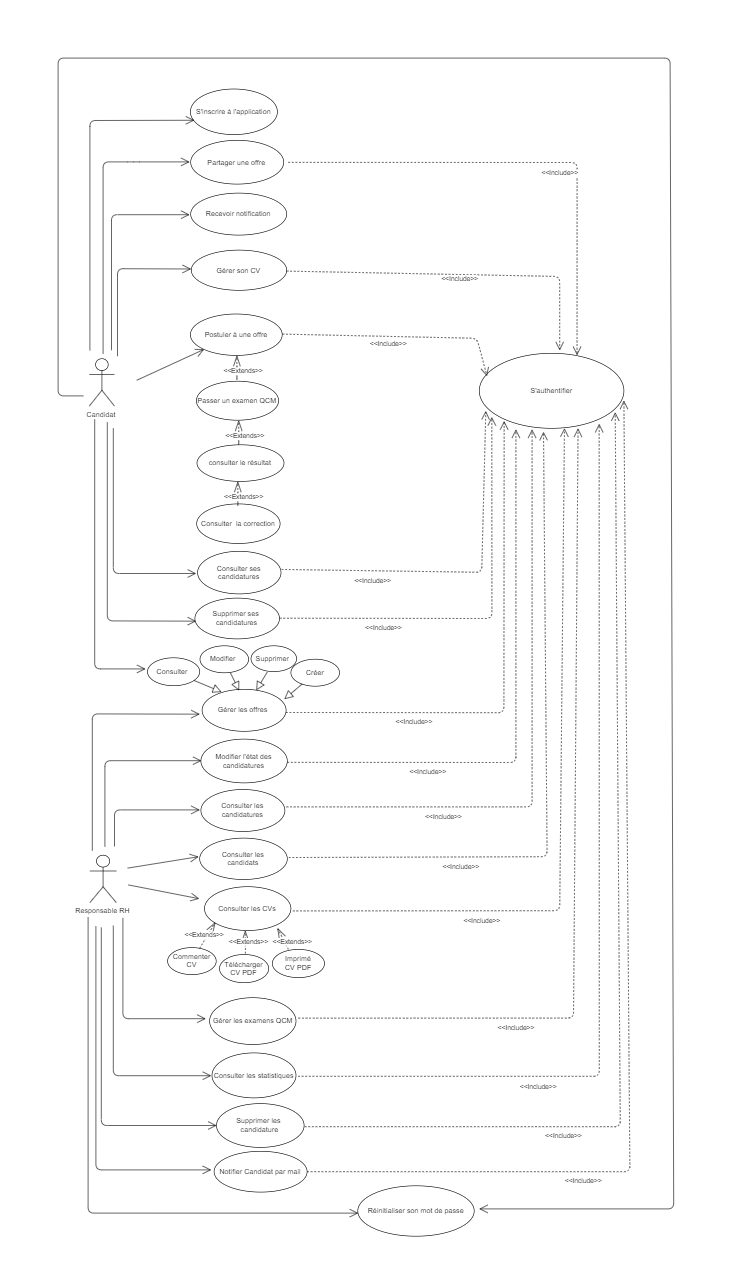 S'inscrire à l'application
Partager une offre
<<Include>>
Recevoir notification
Gérer son CV
<<Include>>
Postuler à une offre
<<Include>>
<<Extends>>
S'authentifier
Candidat
Passer un examen QCM
<<Extends>>
consulter le résultat
<<Extends>>
Consulter la correction
Consulter ses
candidatures
<<Include>>
Supprimer ses
candidatures
<<Include>>
Consulter
Modifier
Supprimer
Créer
Gérer les offres
<<Include>>
Modifier l'état des
candidatures
<<Include>>
Consulter les
candidatures
<<Include>>
Consulter les
candidats
<<Include>>
Responsable RH
Consulter les CVs
<<Include>>
<<Extends>>
<<Extends>>
<<Extends>>
Commenter
CV
Télécharger
CV PDF
Imprimé
CV PDF
Gérer les examens QCM
<<Include>>
Consulter les statistiques
<<Include>>
Supprimer les
candidature
<<Include>>
Notifier Candidat par mail
<<Include>>
Réinitialiser son mot de passe